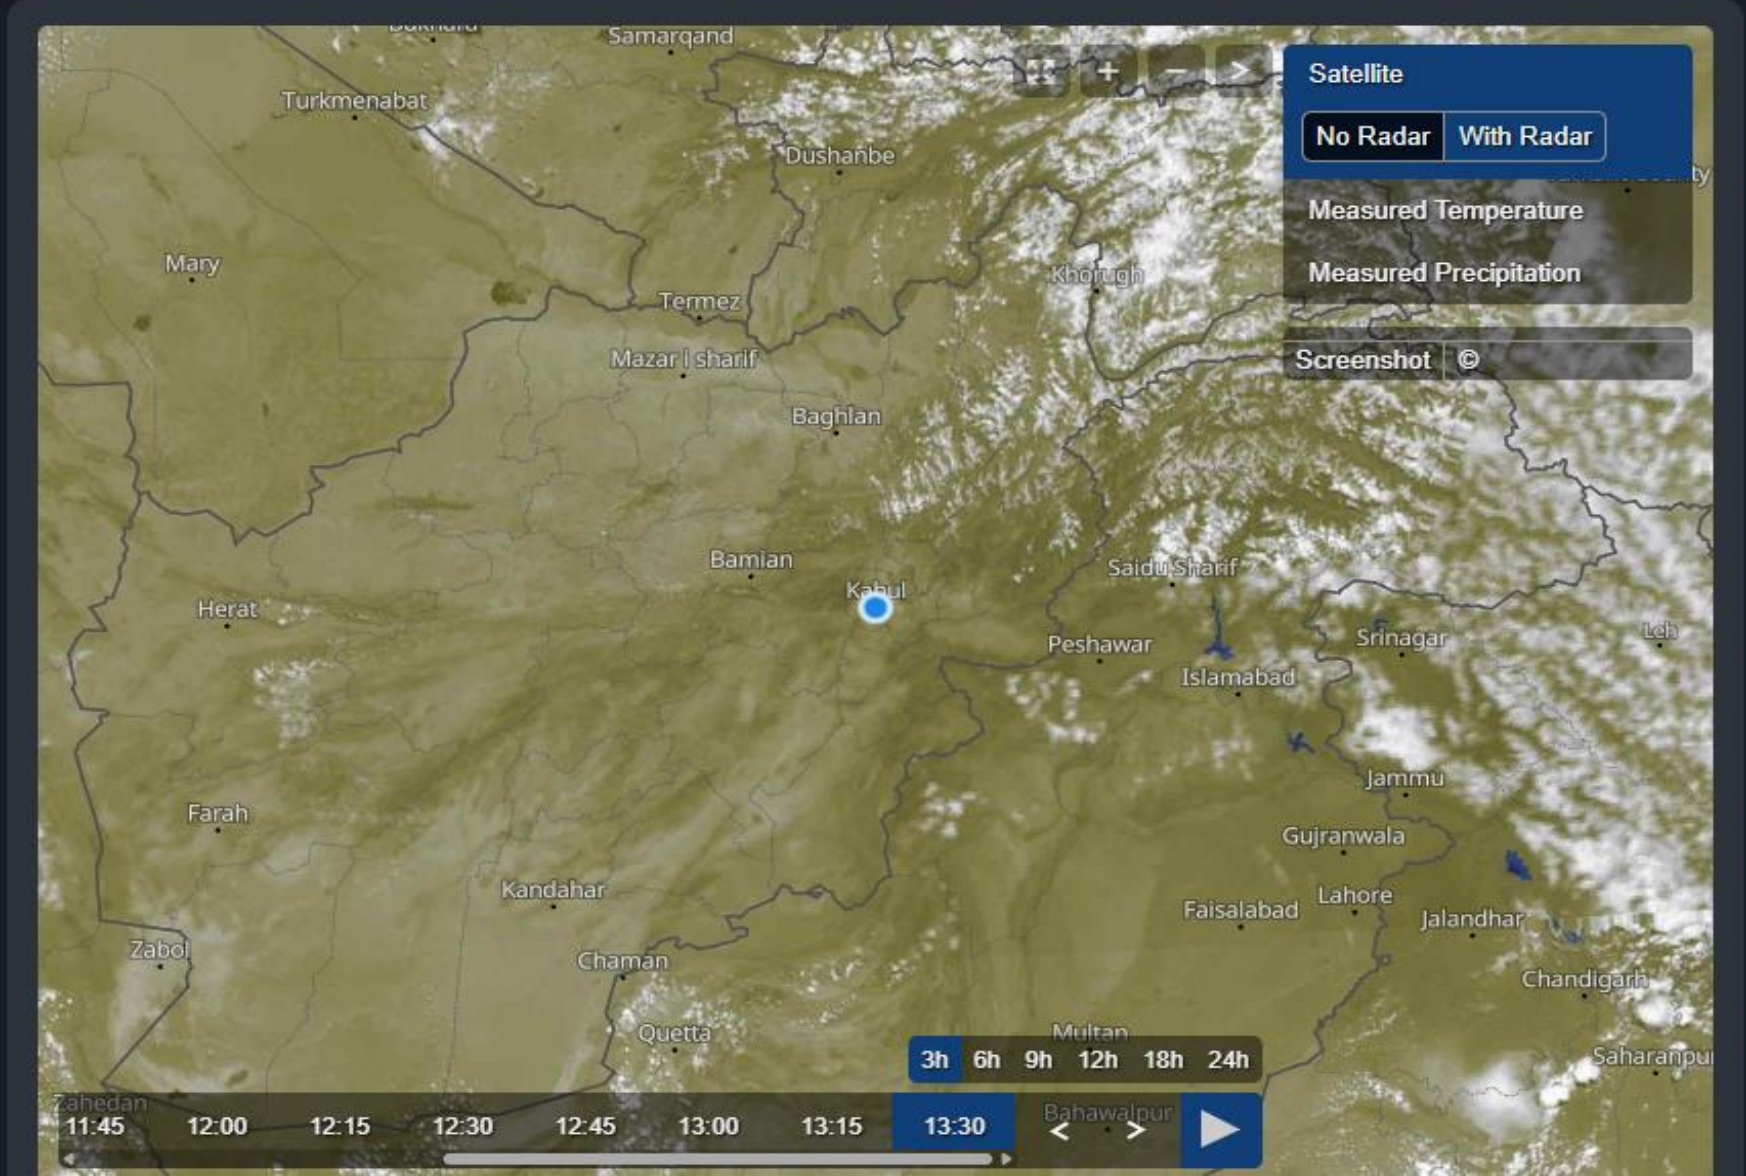 Samarqand
Satellite
Turkmenabat
No Radar
With Radar
Dushanbe
Measured Temperature
Mary
Measured Precipitation
Khorugh
Termez
Mazar i sharif
Screenshot
©
Baghlan
Bamian
Saidu Sharif
Kabul
Herat
Srinagar
Leh
Peshawar
Islamabad
Jammu
Farah
Gujranwala
Kandahar
Lahore
Faisalabad
Jalandhar
Zabol
Chaman
Chandigarh
Quetta
Multan
3h 6h 9h 12h 18h 24h
Zahedan
Bahawalpur
11:45 12:00 12:15 12:30 12:45 13:00 13:15 13:30